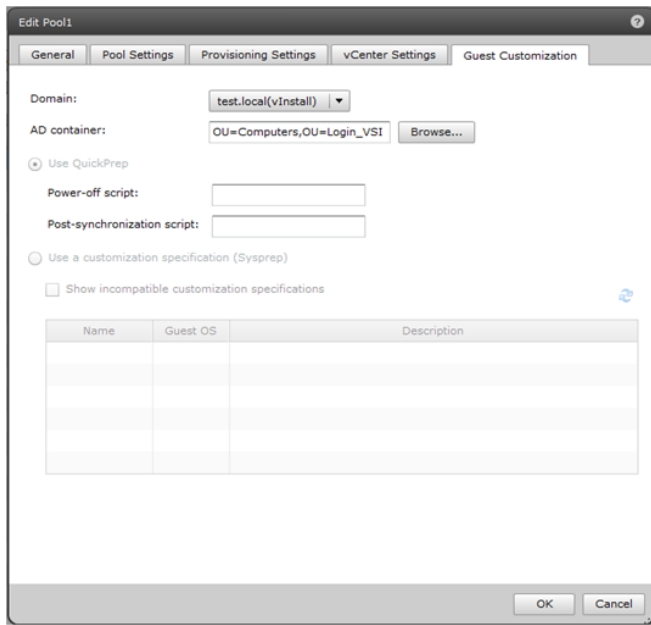 Edit Pool1
General Pool Settings Provisioning Settings vCenter Settings Guest Customization
Domain: test.local(vInstall)
AD container: OU=Computers,OU=Login_VSI Browse...
Use QuickPrep
Power-off script:
Post-synchronization script:
Use a customization specification (Sysprep)
Show incompatible customization specifications
Name Guest OS Description
OK Cancel